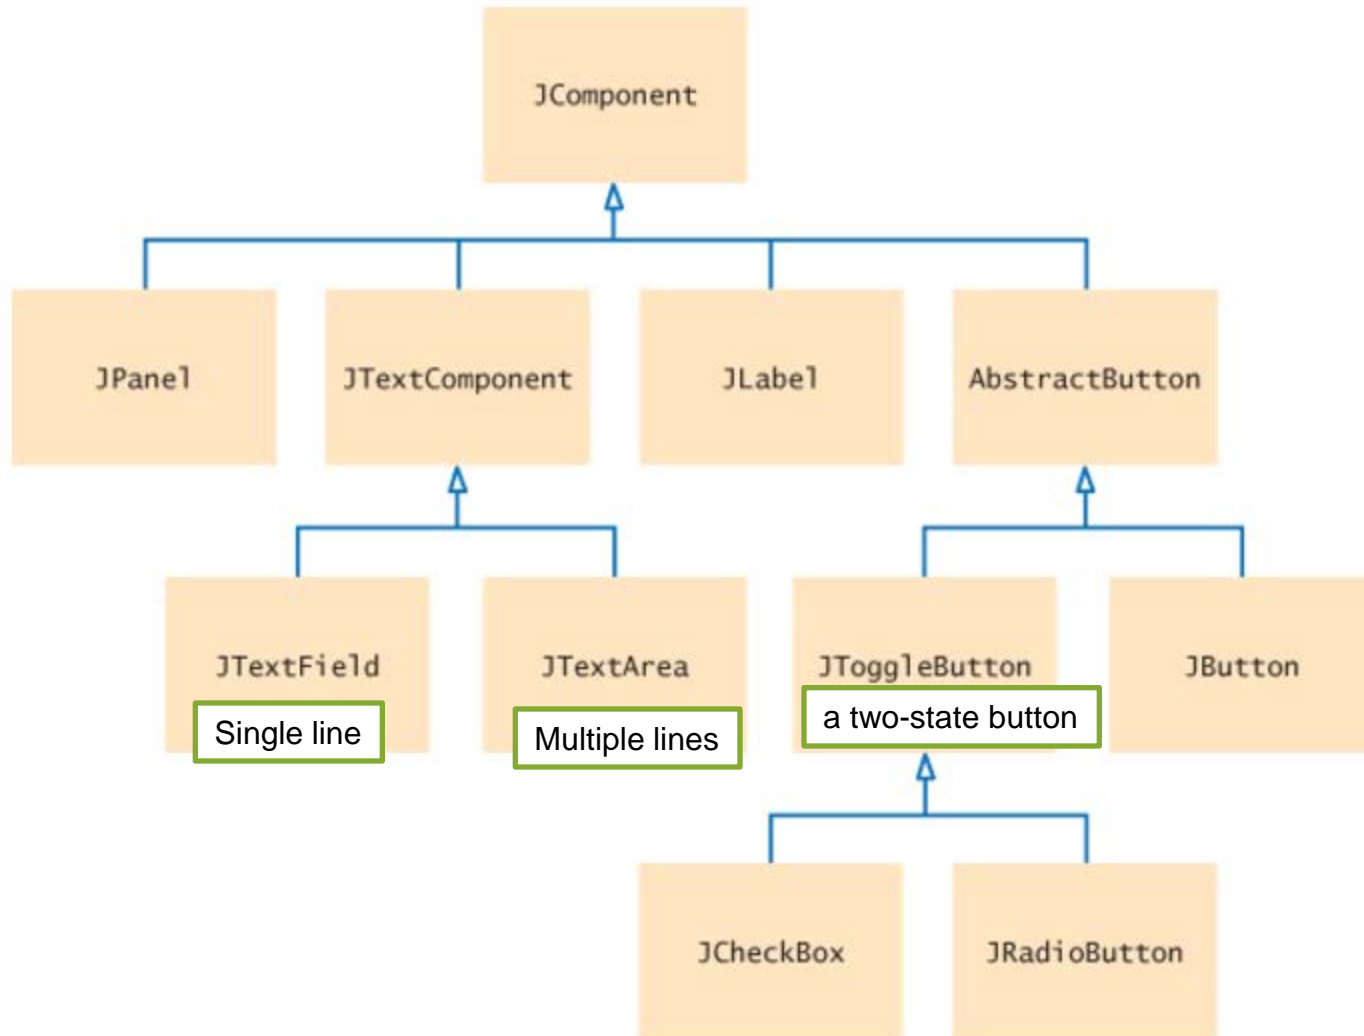 JComponent
JPanel
JTextComponent
JLabel
AbstractButton
JTextField
JTextArea
JToggleButton
JButton
Single line
Multiple lines
a two-state button
JCheckBox
JRadioButton